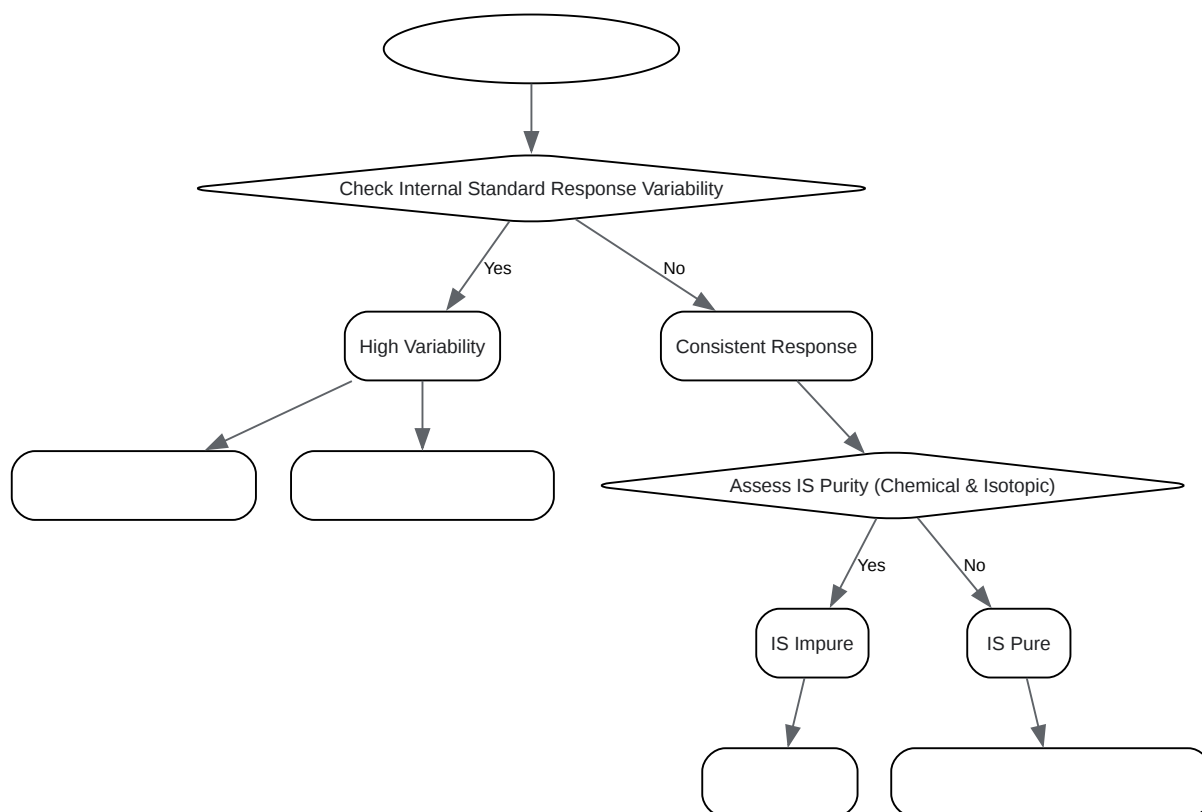 Check Internal Standard Response Variability
Yes
No
High Variability
Consistent Response
Assess IS Purity (Chemical & Isotopic)
Yes
No
IS Impure
IS Pure